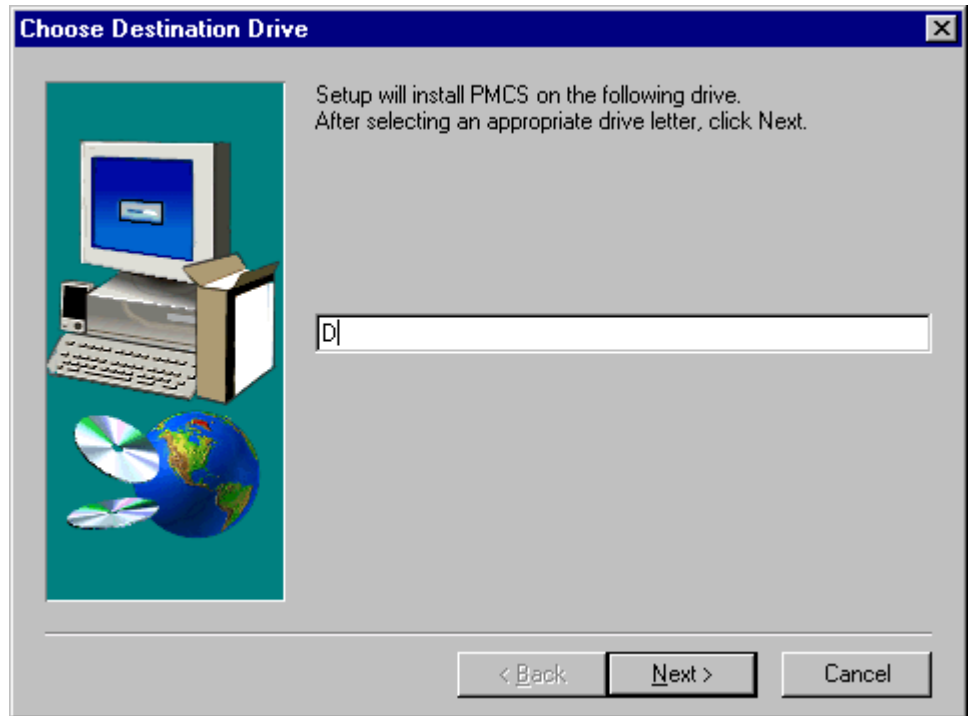 Choose Destination Drive
Setup will install PMCS on the following drive.
After selecting an appropriate drive letter, click Next.
D
< Back
Next >
Cancel